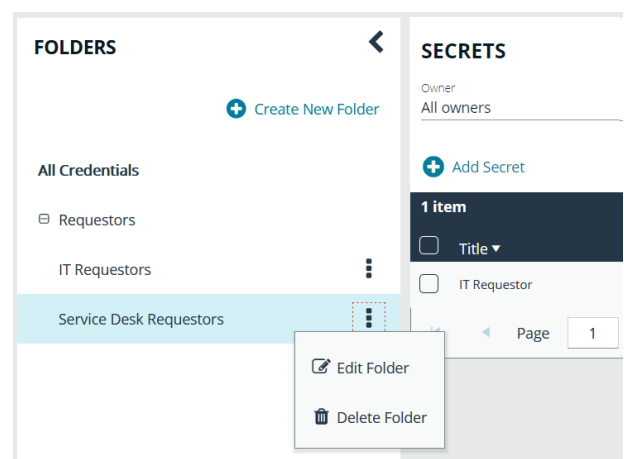 FOLDERS
Create New Folder
All Credentials
Requestors
IT Requestors
Service Desk Requestors
Edit Folder
Delete Folder
SECRETS
Owner
All owners
Add Secret
1 item
Title
IT Requestor
Page 1